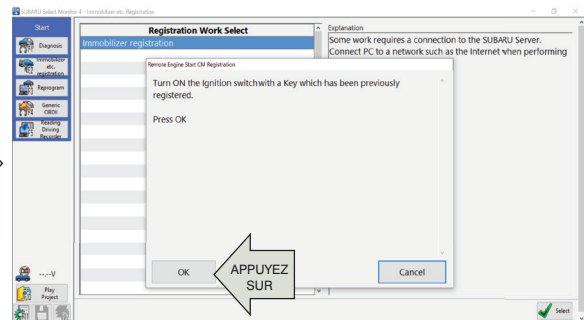 SUBARU Select Monitor 4 - Immobilizer etc. Registration
Start
Diagnosis
Immobilizer
etc.
registration
Reprogram
Generic
OBDII
Reading
Driving
Recorder
--.--V
Play
Project
Registration Work Select
Immobilizer registration
Explanation
Some work requires a connection to the SUBARU Server.
Connect PC to a network such as the Internet when performing
Remote Engine Start CM Registration
Turn ON the Ignition switchwith a Key which has been previously
registered.
Press OK
OK
APPUYEZ
SUR
Cancel
Select